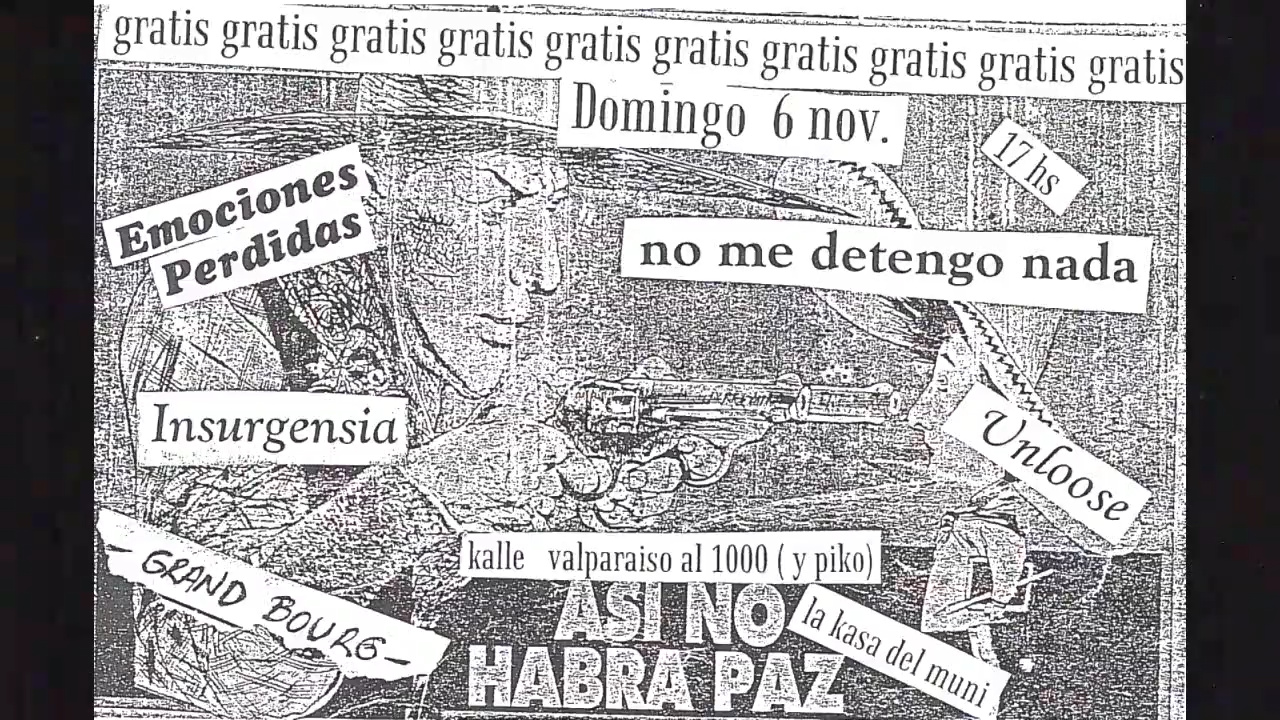 gratis gratis gratis gratis gratis gratis gratis gratis gratis gratis
Domingo 6 nov.
17 hs
Emociones
Perdidas
no me detengo nada
Insurgensia
Unloose
kalle valparaiso al 1000 ( y piko)
- GRAND BOURG -
ASI NO
HABRA PAZ
la kasa del muni